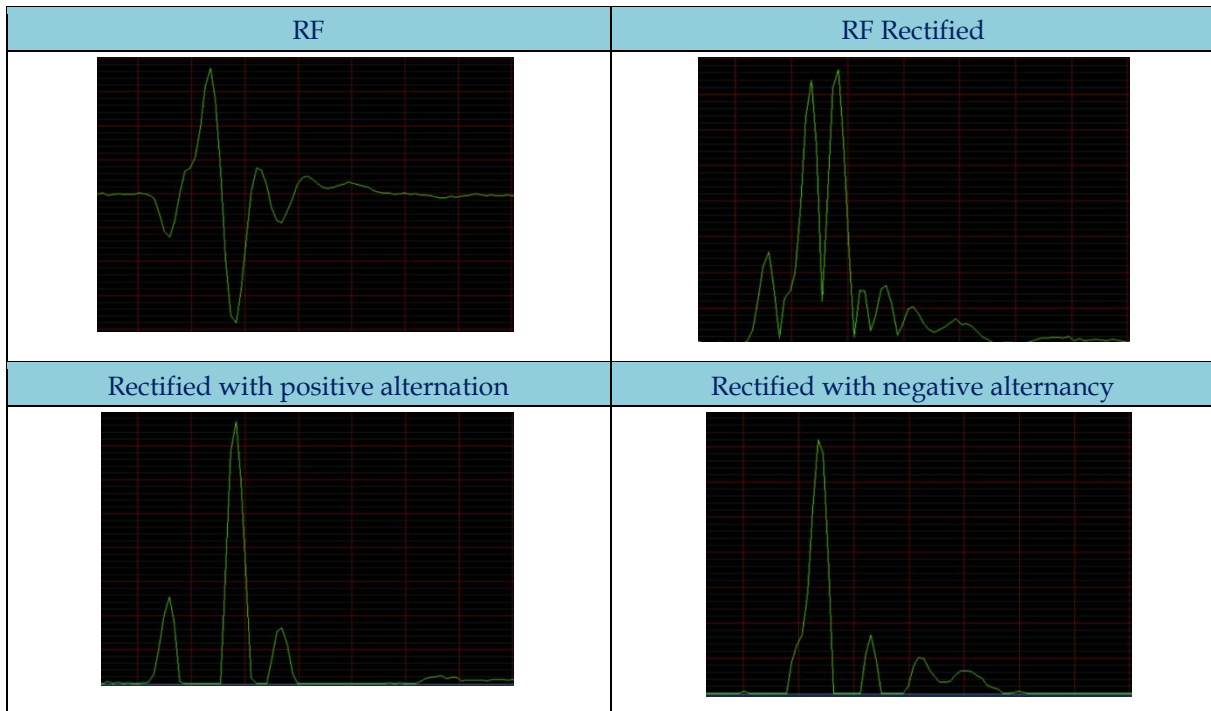 RF
RF Rectified
Rectified with positive alternation
Rectified with negative alternancy